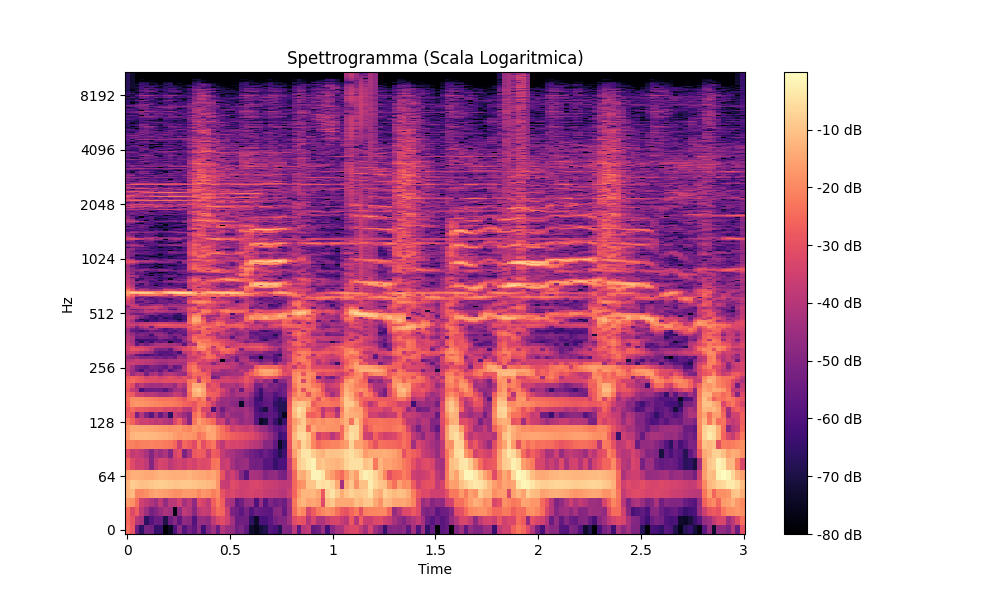 Spettrogramma (Scala Logaritmica)
Hz
8192
4096
2048
1024
512
256
128
64
0
0 0.5 1 1.5 2 2.5 3
Time
-10 dB
-20 dB
-30 dB
-40 dB
-50 dB
-60 dB
-70 dB
-80 dB